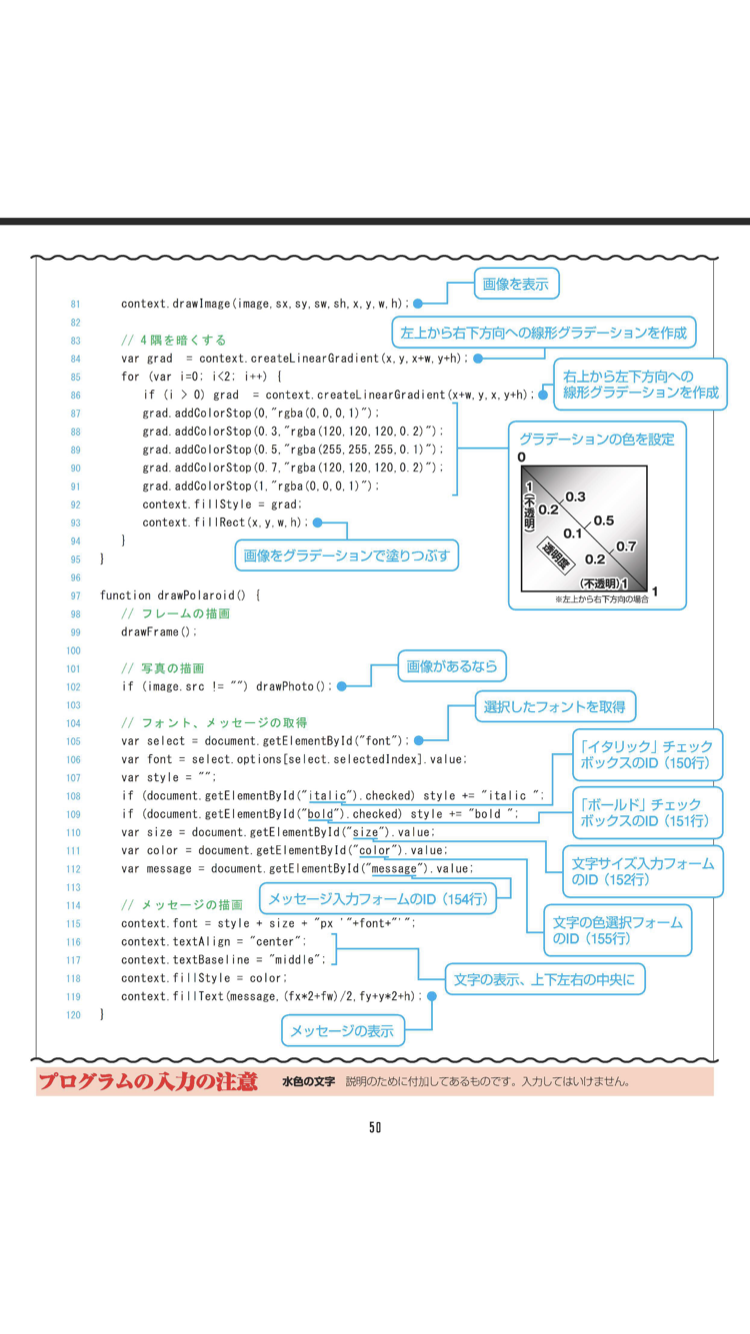 画像を表示
81 context.drawImage(image,sx,sy,sw,sh,x,y,w,h);
82
83 // 4隅を暗くする
左上から右下方向への線形グラデーションを作成
84 var grad = context.createLinearGradient(x,y,x+w,y+h);
85 for (var i=0; i<2; i++) {
右上から左下方向への
線形グラデーションを作成
86 if (i > 0) grad = context.createLinearGradient(x+w,y,x,y+h);
87 grad.addColorStop(0,"rgba(0,0,0,1)");
88 grad.addColorStop(0.3,"rgba(120,120,120,0.2)");
89 grad.addColorStop(0.5,"rgba(255,255,255,0.1)");
90 grad.addColorStop(0.7,"rgba(120,120,120,0.2)");
91 grad.addColorStop(1,"rgba(0,0,0,1)");
グラデーションの色を設定
0
1
(不透明)
0.3
0.2
0.5
0.1
0.7
0.2
透明度
(不透明)1
1
※左上から右下方向の場合
92 context.fillStyle = grad;
93 context.fillRect(x,y,w,h);
94 }
画像をグラデーションで塗りつぶす
95 }
96
97 function drawPolaroid() {
98 // フレームの描画
99 drawFrame();
100
101 // 写真の描画
画像があるなら
102 if (image.src != "") drawPhoto();
103
選択したフォントを取得
104 // フォント、メッセージの取得
105 var select = document.getElementById("font");
106 var font = select.options[select.selectedIndex].value;
107 var style = "";
「イタリック」チェック
ボックスのID（150行）
108 if (document.getElementById("italic").checked) style += "italic ";
109 if (document.getElementById("bold").checked) style += "bold ";
「ボールド」チェック
ボックスのID（151行）
110 var size = document.getElementById("size").value;
111 var color = document.getElementById("color").value;
112 var message = document.getElementById("message").value;
文字サイズ入力フォーム
のID（152行）
113
メッセージ入力フォームのID（154行）
114 // メッセージの描画
115 context.font = style + size + "px '"+font+"'";
文字の色選択フォーム
のID（155行）
116 context.textAlign = "center";
117 context.textBaseline = "middle";
文字の表示、上下左右の中央に
118 context.fillStyle = color;
119 context.fillText(message,(fx*2+fw)/2,fy+y*2+h);
120 }
メッセージの表示
プログラムの入力の注意 水色の文字 説明のために付加してあるものです。入力してはいけません。
50